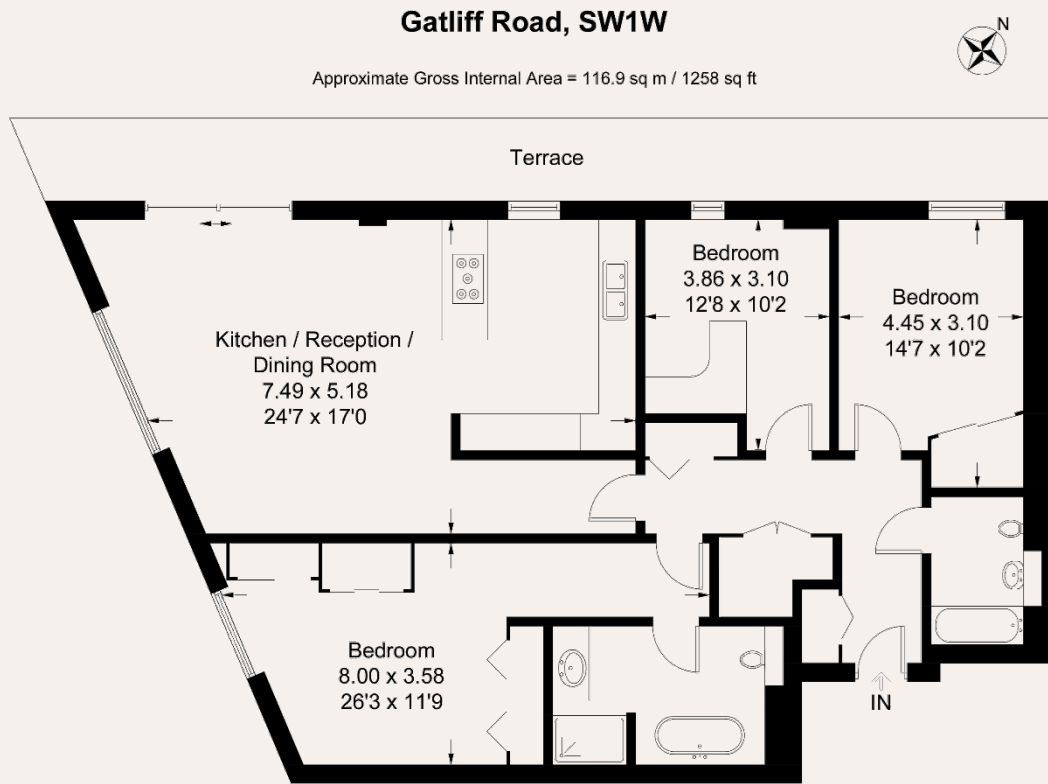 Gatliff Road, SW1W
N
Approximate Gross Internal Area = 116.9 sq m / 1258 sq ft
Terrace
Kitchen / Reception /
Dining Room
7.49 x 5.18
24'7 x 17'0
Bedroom
3.86 x 3.10
12'8 x 10'2
Bedroom
4.45 x 3.10
14'7 x 10'2
Bedroom
8.00 x 3.58
26'3 x 11'9
IN